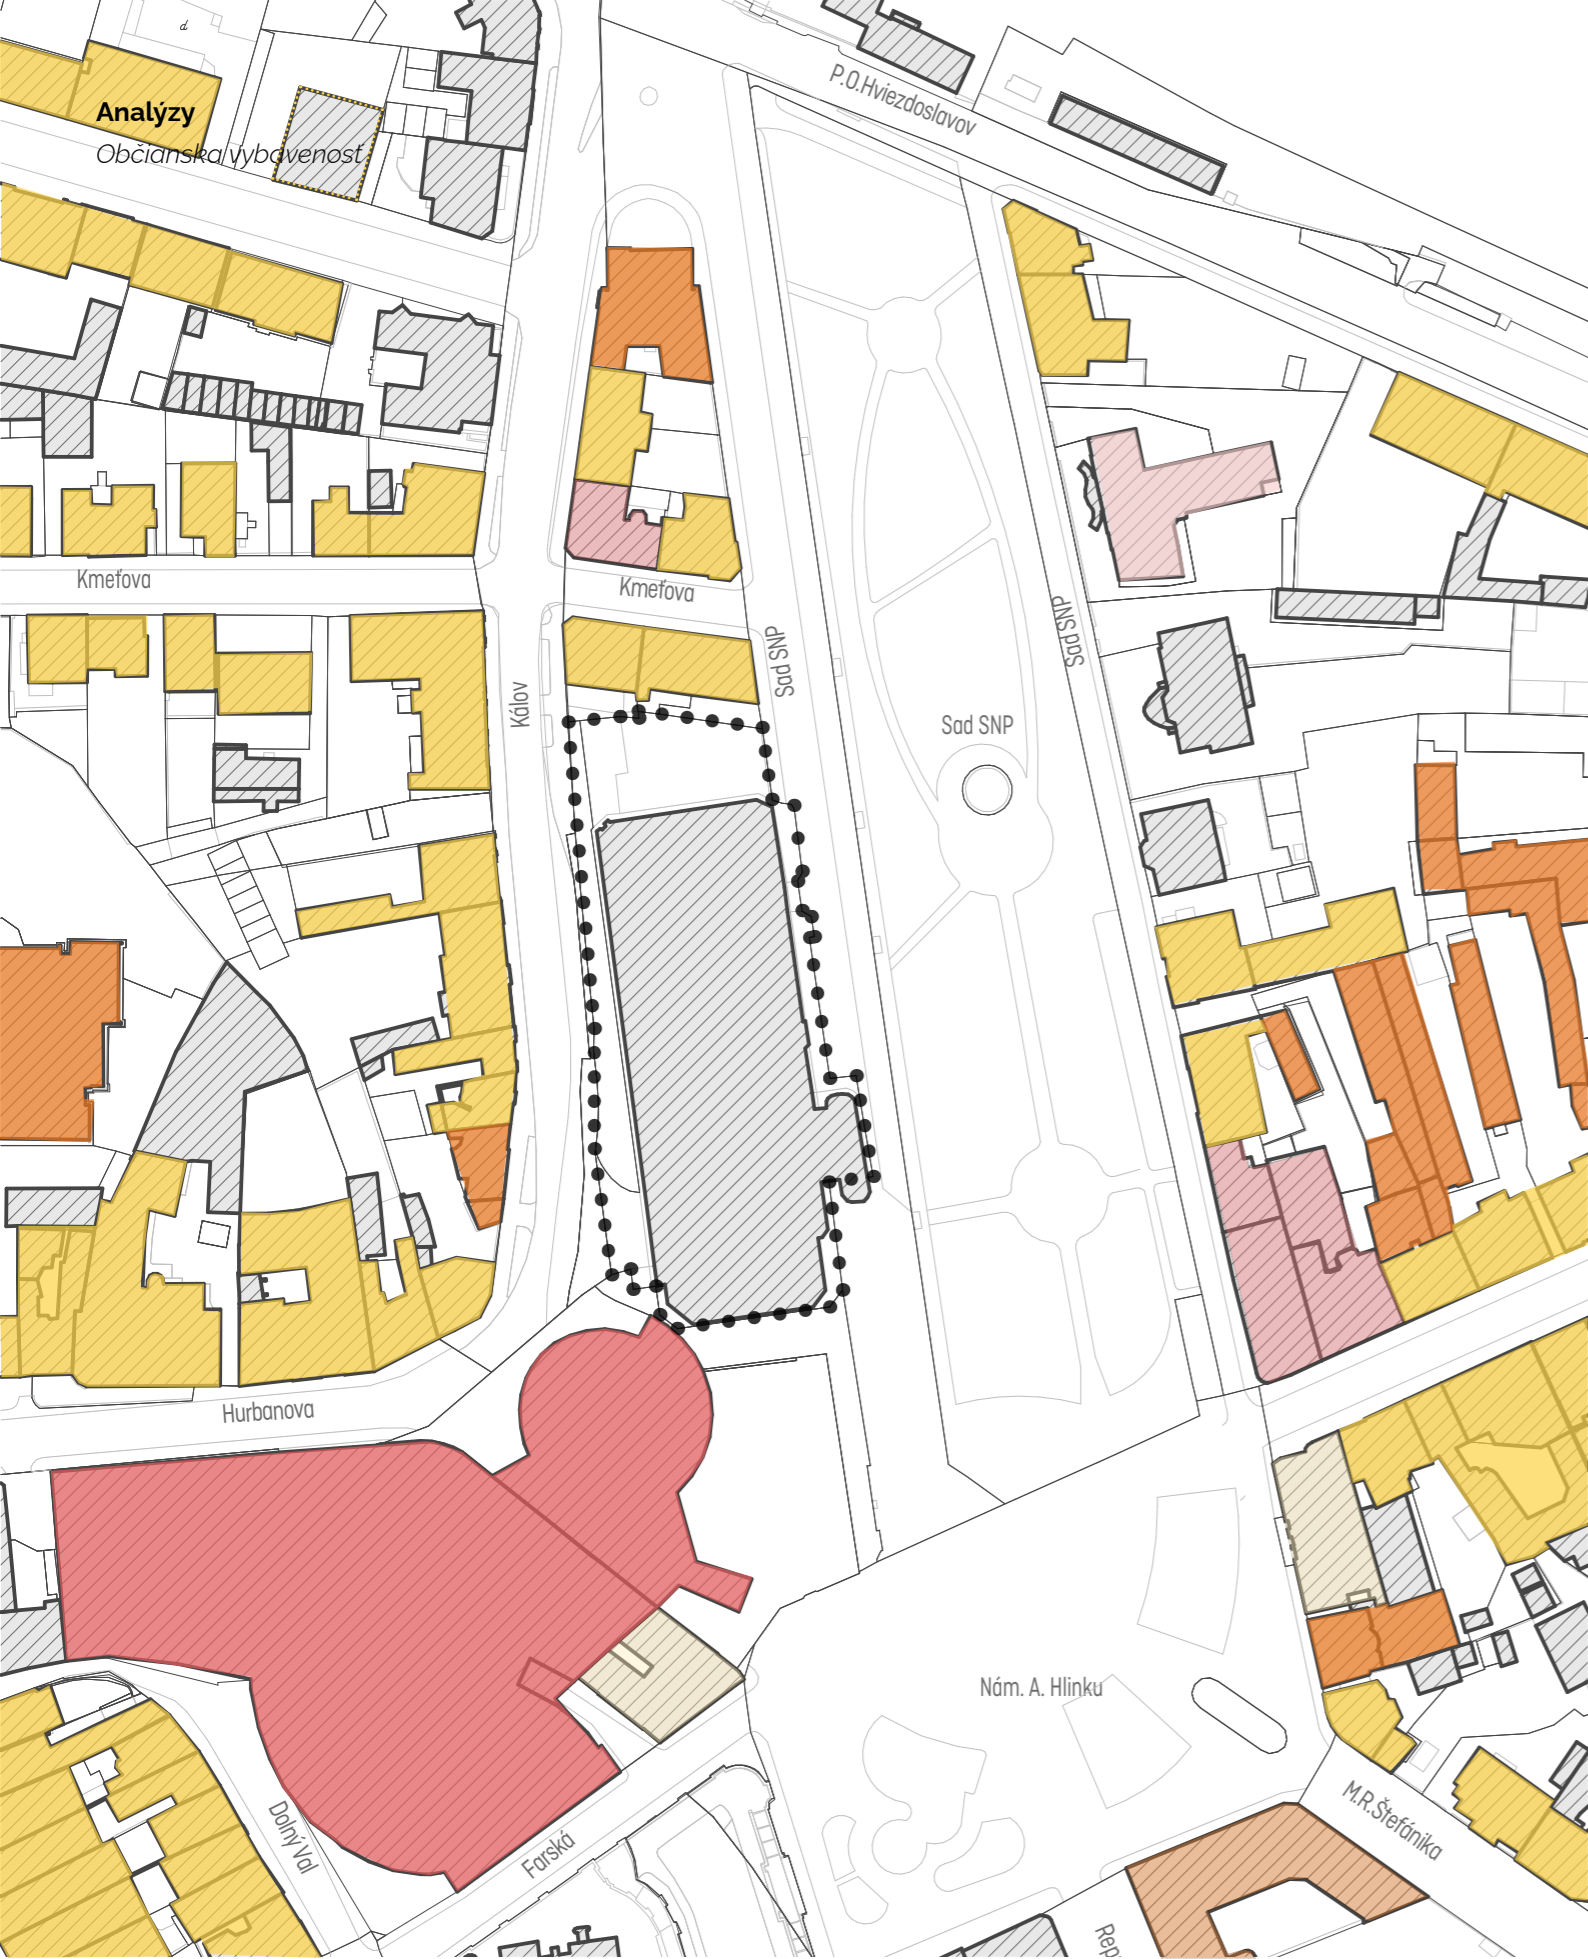 d
Analýzy
Občianska vybavenosť
P.O.Hviezdoslavov
Kmeťova
Kmeťova
Sad SNP
Sad SNP
Kálov
Sad SNP
Hurbanova
Nám. A. Hlinku
Dolný Val
Farská
M.R.Štefánika
Rep